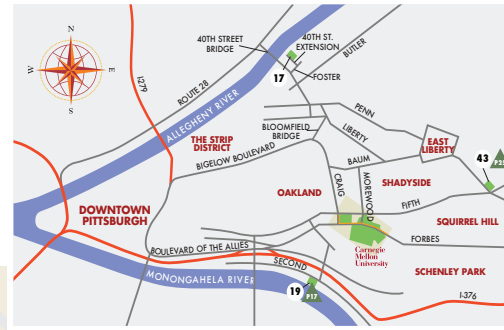 N
W
E
S
I279
40TH STREET
BRIDGE
40TH ST.
EXTENSION
BUTLER
17
FOSTER
ROUTE 28
ALLEGHENY RIVER
PENN
BLOOMFIELD
BRIDGE
LIBERTY
THE STRIP
DISTRICT
EAST
LIBERTY
43
BIGELOW BOULEVARD
BAUM
CRAIG
MOREWOOD
SHADYSIDE
OAKLAND
FIFTH
DOWNTOWN
PITTSBURGH
SQUIRREL HILL
BOULEVARD OF THE ALLIES
FORBES
Carnegie
Mellon
University
SECOND
SCHENLEY PARK
MONONGAHELA RIVER
19
P17
I-376